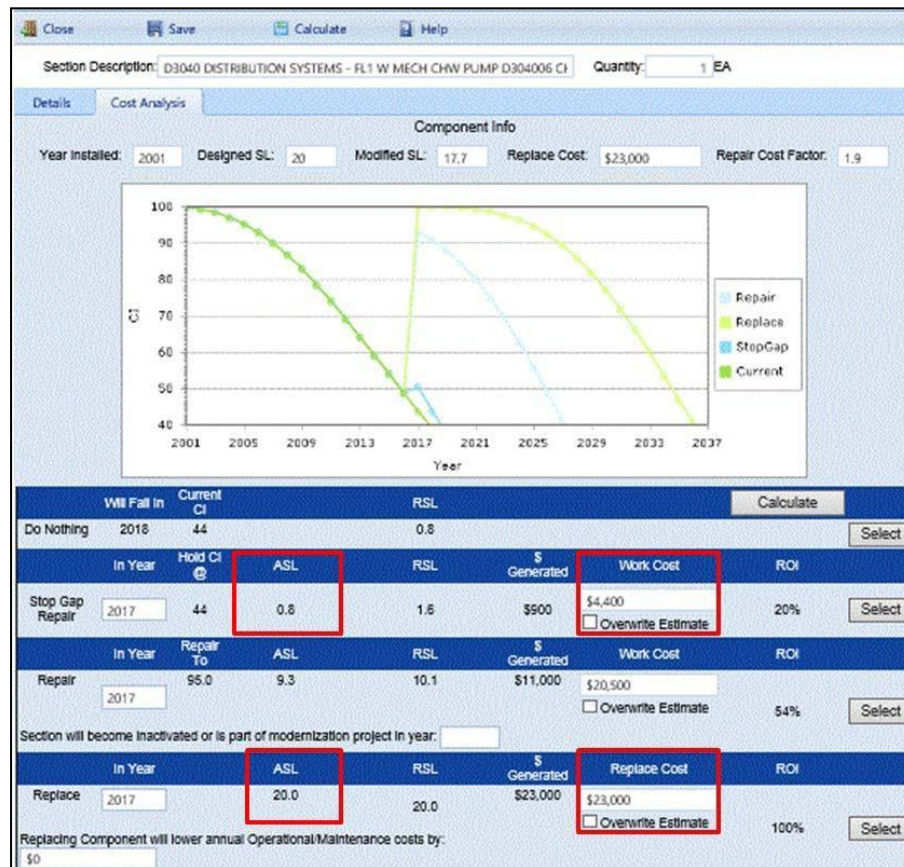 Close Save Calculate Help
Section Description: D3040 DISTRIBUTION SYSTEMS - FL1 W MECH CHW PUMP D304006 CH Quantity: 1 EA
Details Cost Analysis
Component Info
Year Installed: 2001 Designed SL: 20 Modified SL: 17.7 Replace Cost: $23,000 Repair Cost Factor: 1.9
100
90
80
70
60
50
40
CI
2001 2005 2009 2013 2017 2021 2025 2029 2033 2037
Year
Repair
Replace
StopGap
Current
Will Fail In Current CI RSL Calculate
Do Nothing 2018 44 0.8 Select
In Year Hold CI @ ASL RSL $ Generated Work Cost ROI
Stop Gap Repair 2017 44 0.8 1.6 $900 $4,400 20% Select
Overwrite Estimate
In Year Repair To ASL RSL $ Generated Work Cost ROI
Repair 2017 95.0 9.3 10.1 $11,000 $20,500 54% Select
Overwrite Estimate
Section will become inactivated or is part of modernization project in year:
In Year ASL RSL $ Generated Replace Cost ROI
Replace 2017 20.0 20.0 $23,000 $23,000 100% Select
Overwrite Estimate
Replacing Component will lower annual Operational/Maintenance costs by:
$0